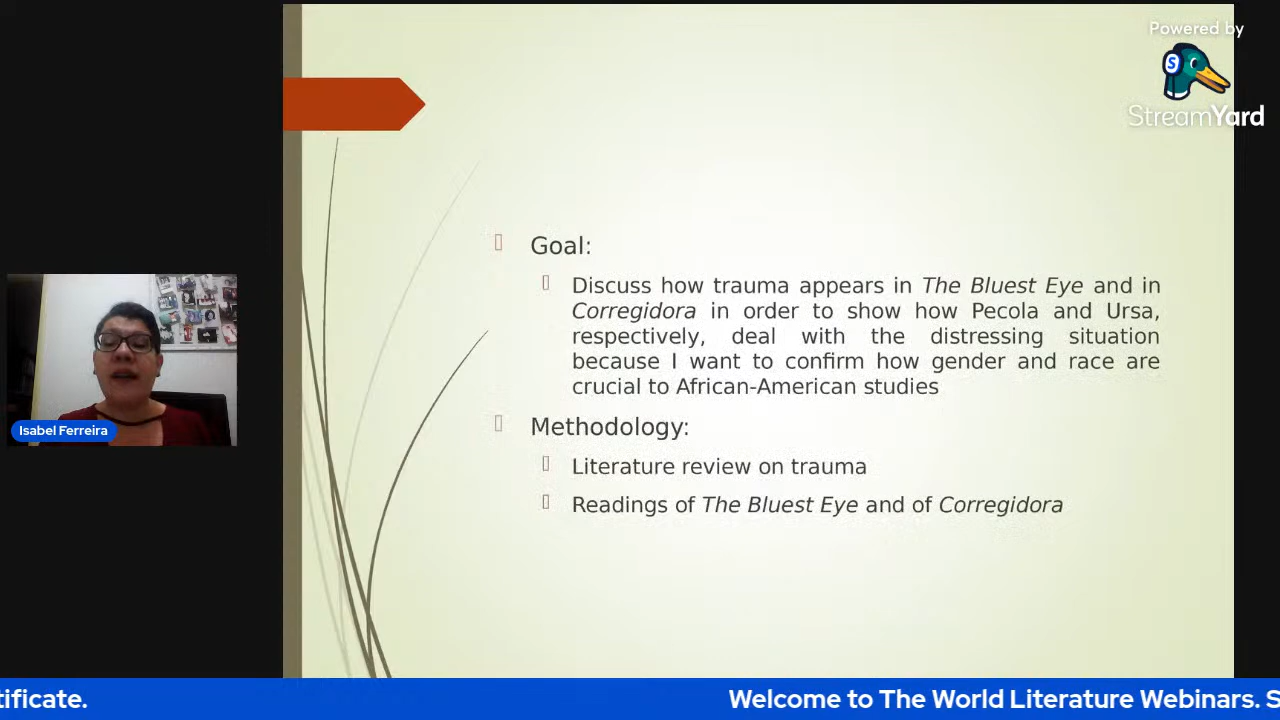 Powered by
S
StreamYard
Goal:
Discuss how trauma appears in The Bluest Eye and in
Corregidora in order to show how Pecola and Ursa,
respectively, deal with the distressing situation
because I want to confirm how gender and race are
crucial to African-American studies
Methodology:
Literature review on trauma
Readings of The Bluest Eye and of Corregidora
Isabel Ferreira
tificate.
Welcome to The World Literature Webinars. S